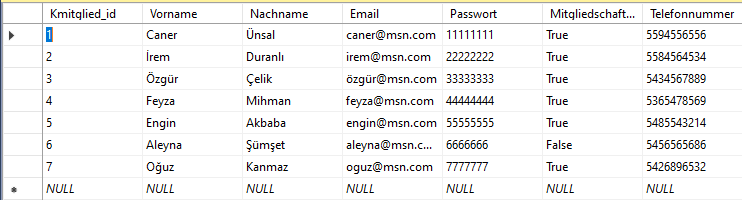 Kmitglied_id Vorname Nachname Email Passwort Mitgliedschaft... Telefonnummer
1 Caner Ünsal caner@msn.com 11111111 True 5594556556
2 İrem Duranlı irem@msn.com 22222222 True 5584564534
3 Özgür Çelik özgür@msn.com 33333333 True 5434567889
4 Feyza Mihman feyza@msn.com 44444444 True 5365478569
5 Engin Akbaba engin@msn.com 55555555 True 5485543214
6 Aleyna Şümşet aleyna@msn.c... 6666666 False 5456565686
7 Oğuz Kanmaz oguz@msn.com 7777777 True 5426896532
NULL NULL NULL NULL NULL NULL NULL